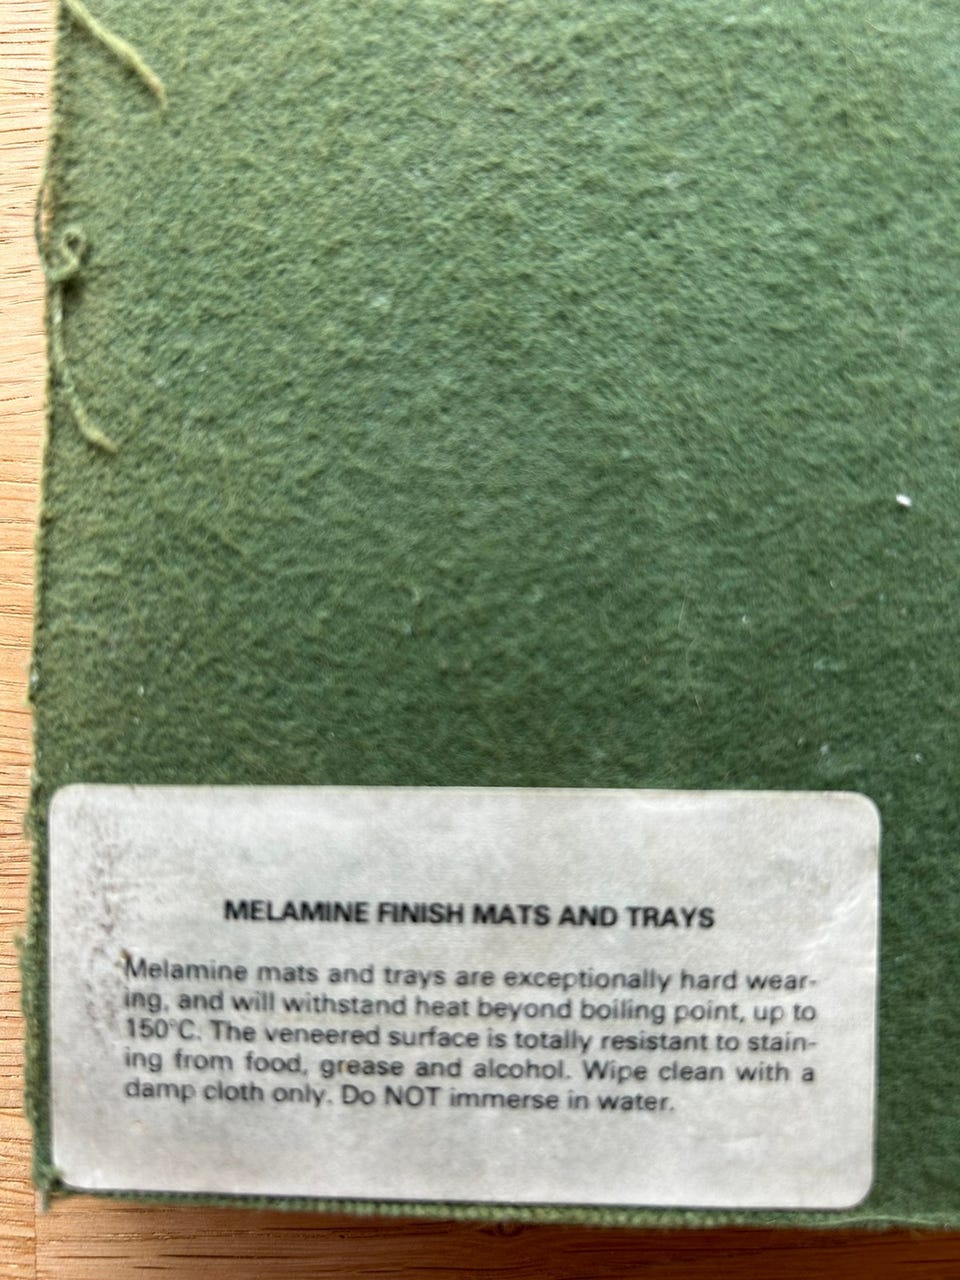 MELAMINE FINISH MATS AND TRAYS
Melamine mats and trays are exceptionally hard wear-
ing, and will withstand heat beyond boiling point, up to
150°C. The veneered surface is totally resistant to stain-
ing from food, grease and alcohol. Wipe clean with a
damp cloth only. Do NOT immerse in water.